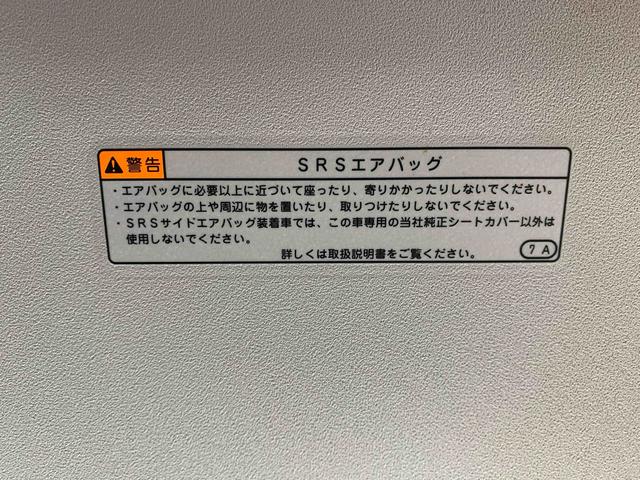 警告 SRSエアバッグ
・エアバッグに必要以上に近づいて座ったり、寄りかかったりしないでください。
・エアバッグの上や周辺に物を置いたり、取りつけたりしないでください。
・SRSサイドエアバッグ装着車では、この車専用の当社純正シートカバー以外は
使用しないでください。
詳しくは取扱説明書をご覧ください。 7A